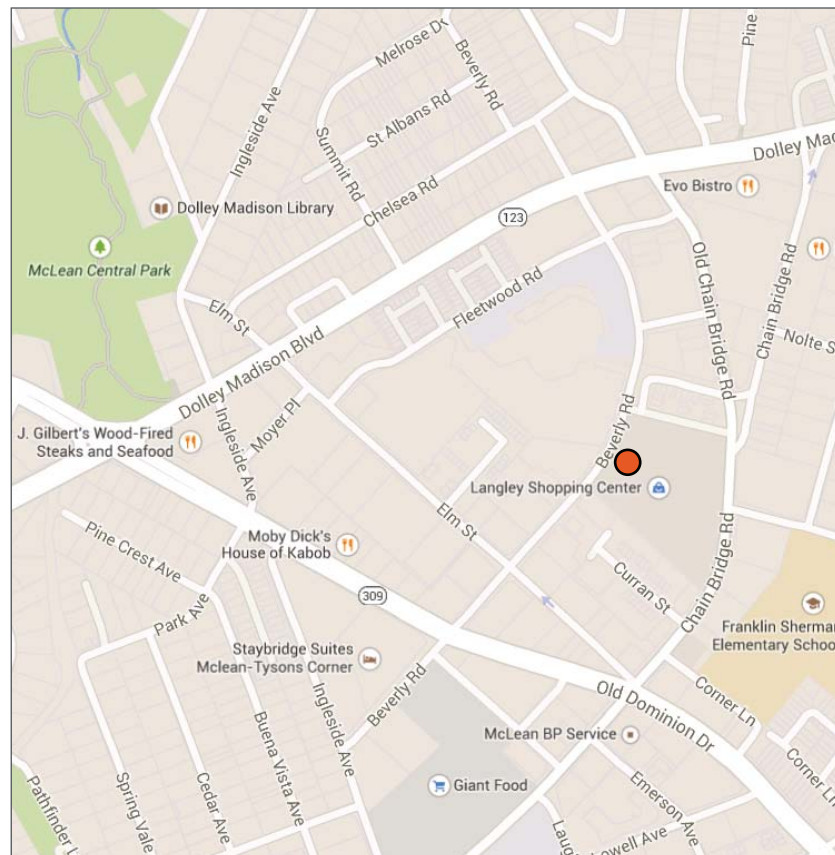 Pine
Melrose Dr
Beverly Rd
Ingleside Ave
St Albans Rd
Summit Rd
Dolley Mad
Evo Bistro
Chelsea Rd
Dolley Madison Library
123
McLean Central Park
Old Chain Bridge Rd
Chain Bridge Rd
Fleetwood Rd
Elm St
Nolte S
Dolley Madison Blvd
Moyer Pl
Ingleside Ave
J. Gilbert's Wood-Fired
Steaks and Seafood
Beverly Rd
Langley Shopping Center
Elm St
Moby Dick's
House of Kabob
Pine Crest Ave
Chain Bridge Rd
Curran St
309
Park Ave
Franklin Sherman
Elementary Schoo
Staybridge Suites
Mclean-Tysons Corner
Beverly Rd
Ingleside Ave
Old Dominion Dr
Corner Ln
Buena Vista Ave
McLean BP Service
Corner Ln
Giant Food
Emerson Ave
Cedar Ave
Spring Vale
Pathfinder L
Laug
owell Ave